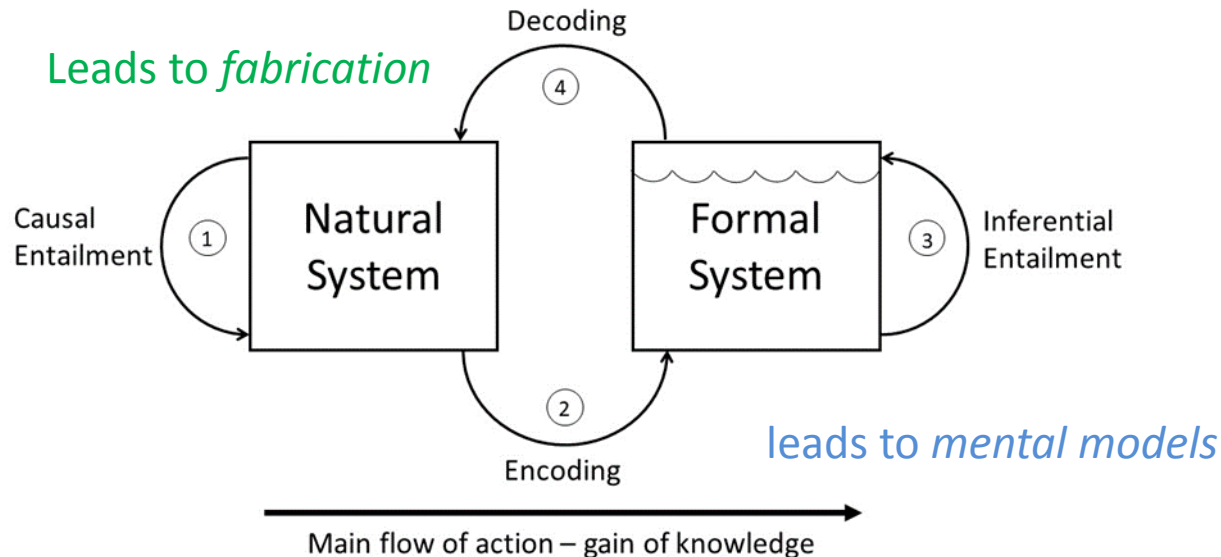 Decoding
Leads to fabrication
4
Causal
Entailment
1
Natural
System
Formal
System
3
Inferential
Entailment
2
leads to mental models
Encoding
Main flow of action – gain of knowledge